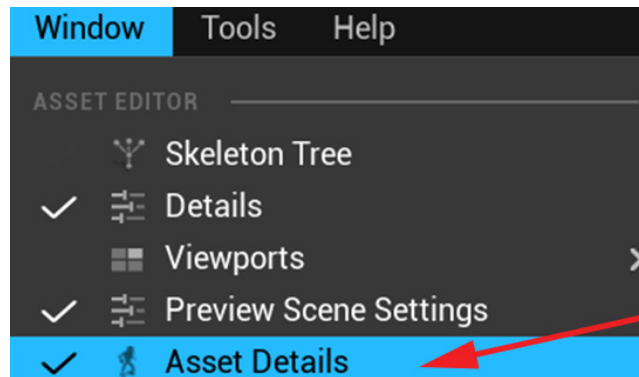 Window Tools Help
ASSET EDITOR
Skeleton Tree
Details
Viewports
Preview Scene Settings
Asset Details